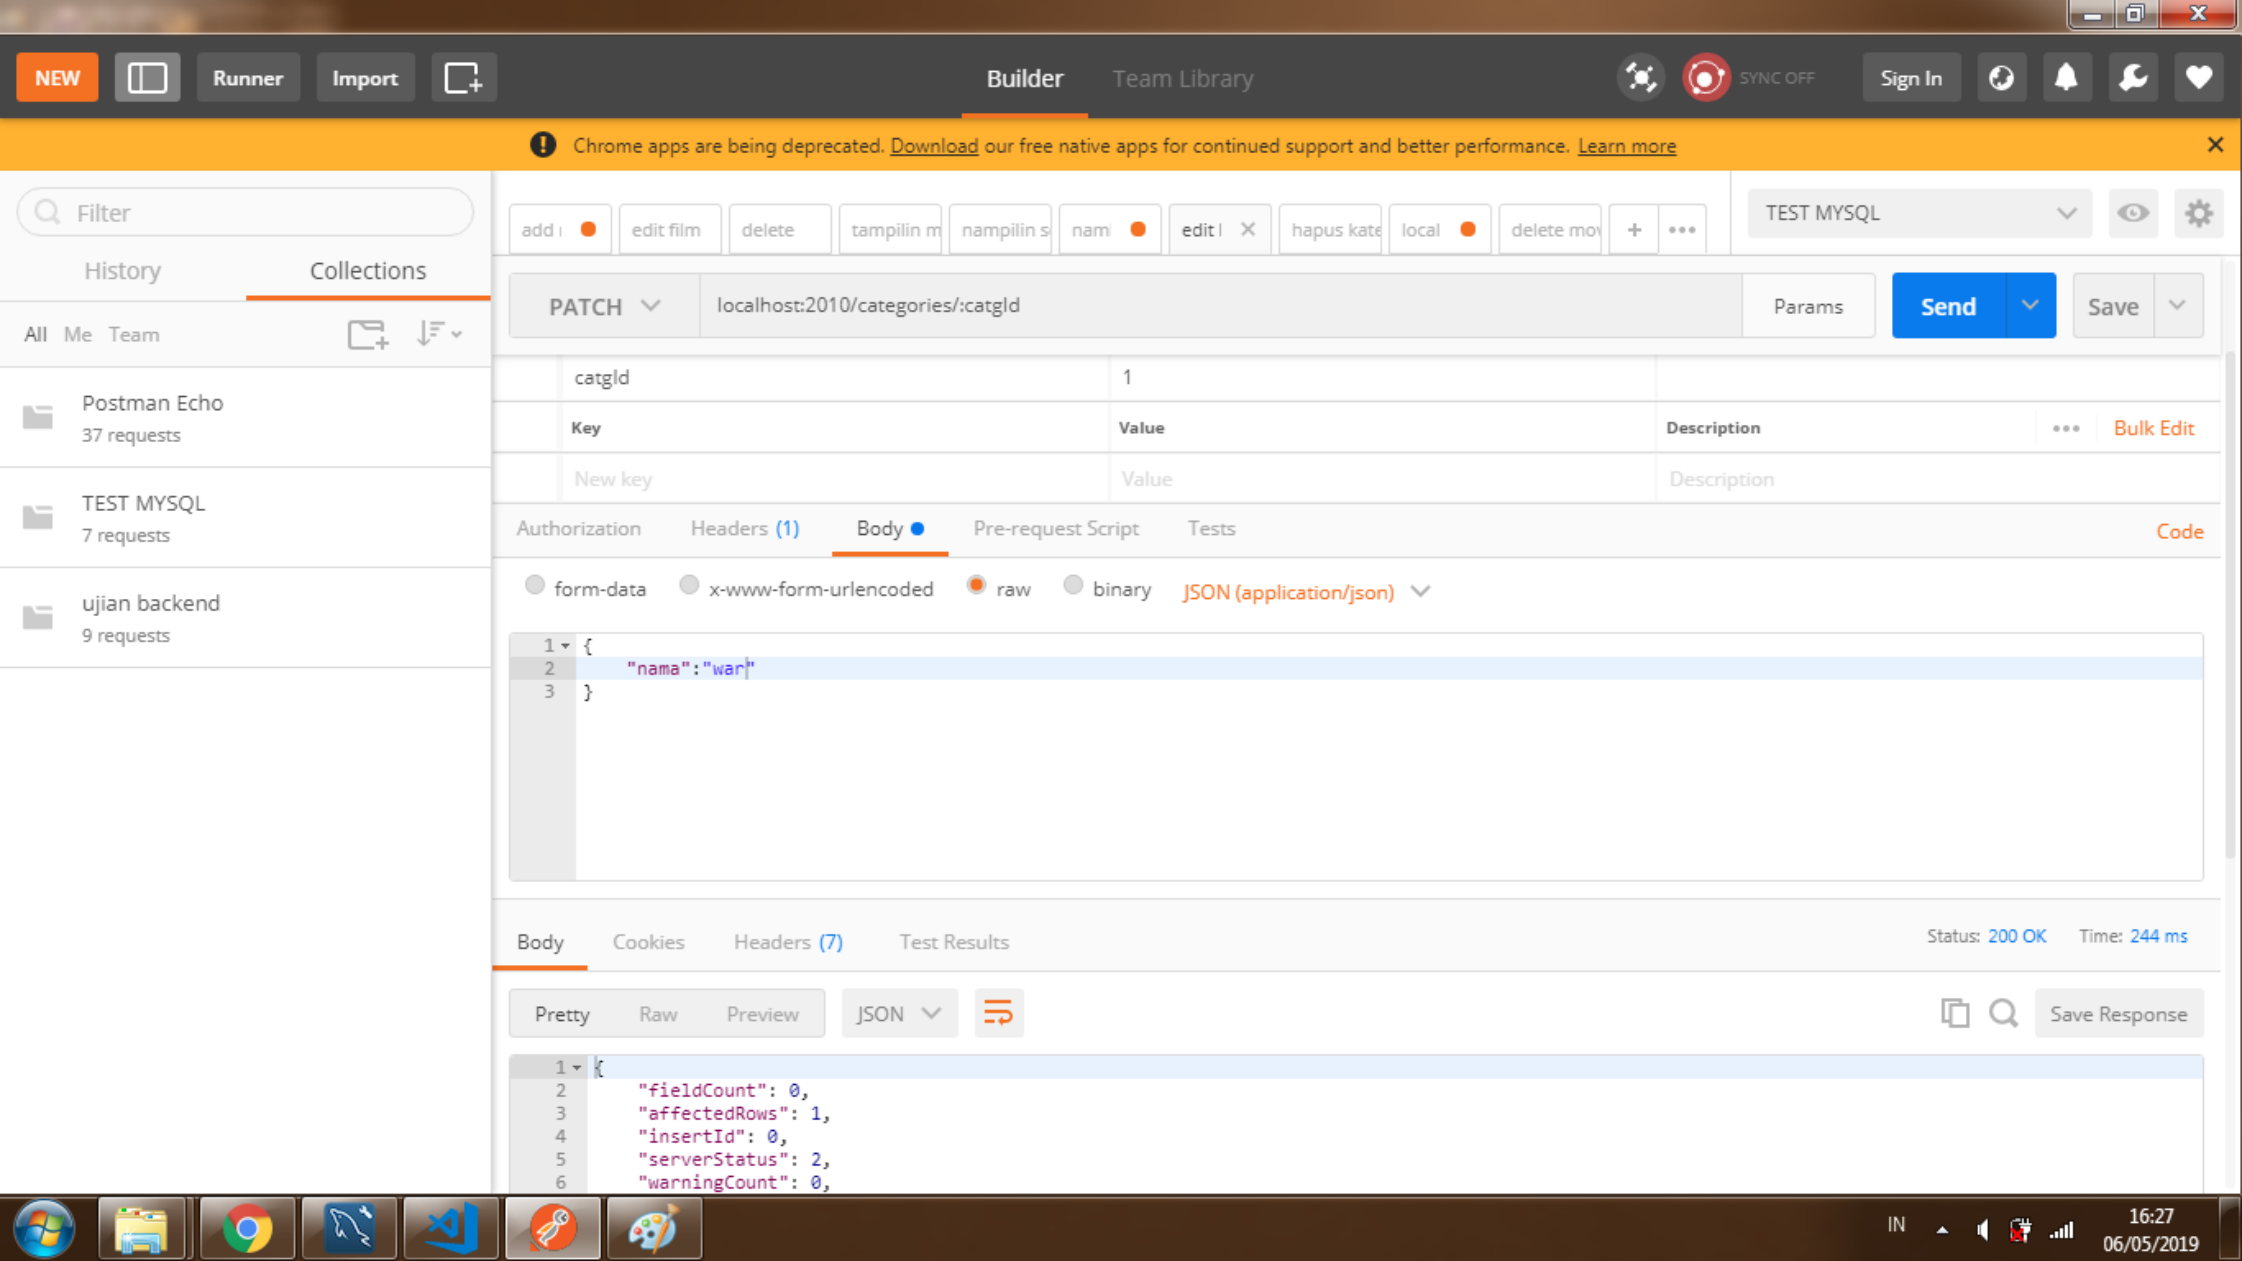 NEW Runner Import Builder Team Library SYNC OFF Sign In
Chrome apps are being deprecated. Download our free native apps for continued support and better performance. Learn more
Filter
History Collections
All Me Team
Postman Echo
37 requests
TEST MYSQL
7 requests
ujian backend
9 requests
add edit film delete tampilin m nampilin s nam edit hapus kate local delete mov + •••
TEST MYSQL
PATCH localhost:2010/categories/:catgId Params Send Save
catgId 1
Key Value Description ••• Bulk Edit
New key Value Description
Authorization Headers (1) Body Pre-request Script Tests Code
form-data x-www-form-urlencoded raw binary JSON (application/json)
1 {
2 "nama":"war"
3 }
Body Cookies Headers (7) Test Results Status: 200 OK Time: 244 ms
Pretty Raw Preview JSON Save Response
1 {
2 "fieldCount": 0,
3 "affectedRows": 1,
4 "insertId": 0,
5 "serverStatus": 2,
6 "warningCount": 0,
IN 16:27
06/05/2019